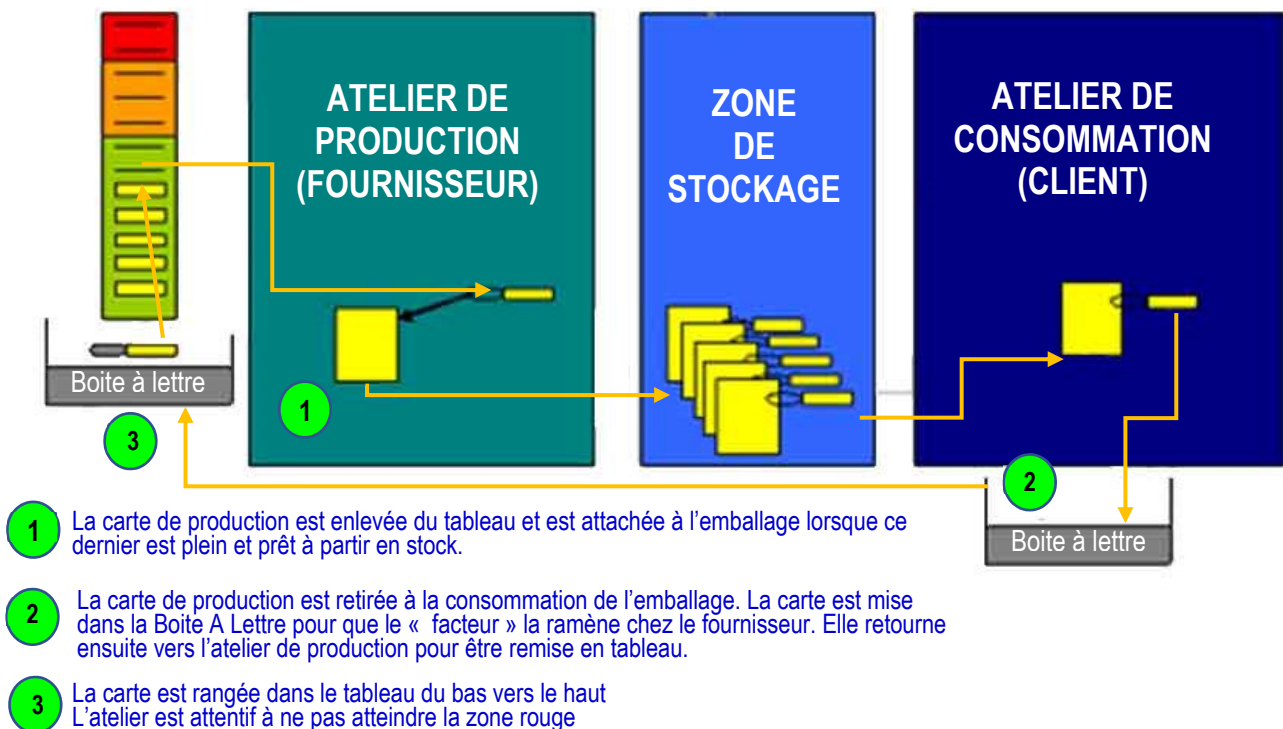 ATELIER DE
PRODUCTION
(FOURNISSEUR)
ZONE
DE
STOCKAGE
ATELIER DE
CONSOMMATION
(CLIENT)
Boite à lettre
3
1
2
Boite à lettre
1
La carte de production est enlevée du tableau et est attachée à l’emballage lorsque ce
dernier est plein et prêt à partir en stock.
2
La carte de production est retirée à la consommation de l’emballage. La carte est mise
dans la Boite A Lettre pour que le « facteur » la ramène chez le fournisseur. Elle retourne
ensuite vers l’atelier de production pour être remise en tableau.
3
La carte est rangée dans le tableau du bas vers le haut
L’atelier est attentif à ne pas atteindre la zone rouge